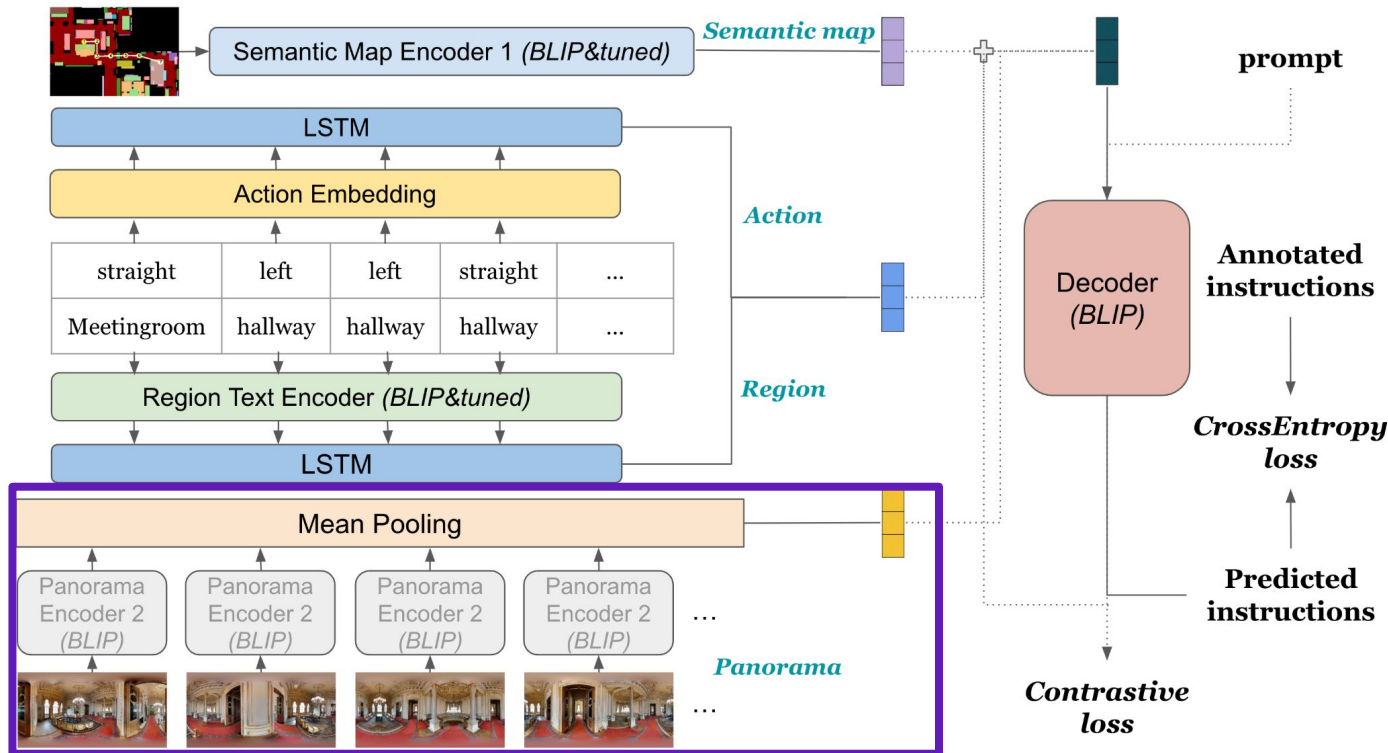 Semantic Map Encoder 1 (BLIP&tuned)
Semantic map
prompt
LSTM
Action Embedding
Action
straight left left straight ...
Meetingroom hallway hallway hallway ...
Region Text Encoder (BLIP&tuned)
Region
LSTM
Decoder
(BLIP)
Annotated
instructions
CrossEntropy
loss
Predicted
instructions
Contrastive
loss
Mean Pooling
Panorama
Encoder 2
(BLIP)
Panorama
Encoder 2
(BLIP)
Panorama
Encoder 2
(BLIP)
Panorama
Encoder 2
(BLIP)
...
Panorama
...